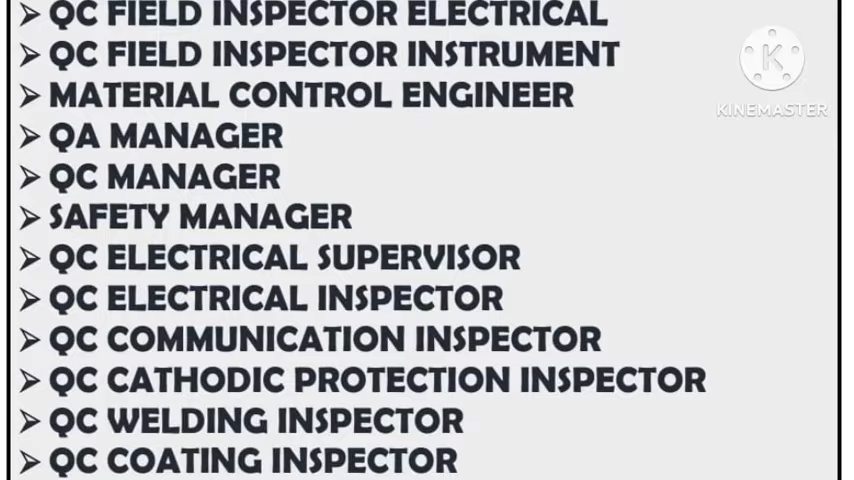 ➢ QC FIELD INSPECTOR ELECTRICAL
➢ QC FIELD INSPECTOR INSTRUMENT
➢ MATERIAL CONTROL ENGINEER
➢ QA MANAGER
➢ QC MANAGER
➢ SAFETY MANAGER
➢ QC ELECTRICAL SUPERVISOR
➢ QC ELECTRICAL INSPECTOR
➢ QC COMMUNICATION INSPECTOR
➢ QC CATHODIC PROTECTION INSPECTOR
➢ QC WELDING INSPECTOR
➢ QC COATING INSPECTOR
K
KINEMASTER